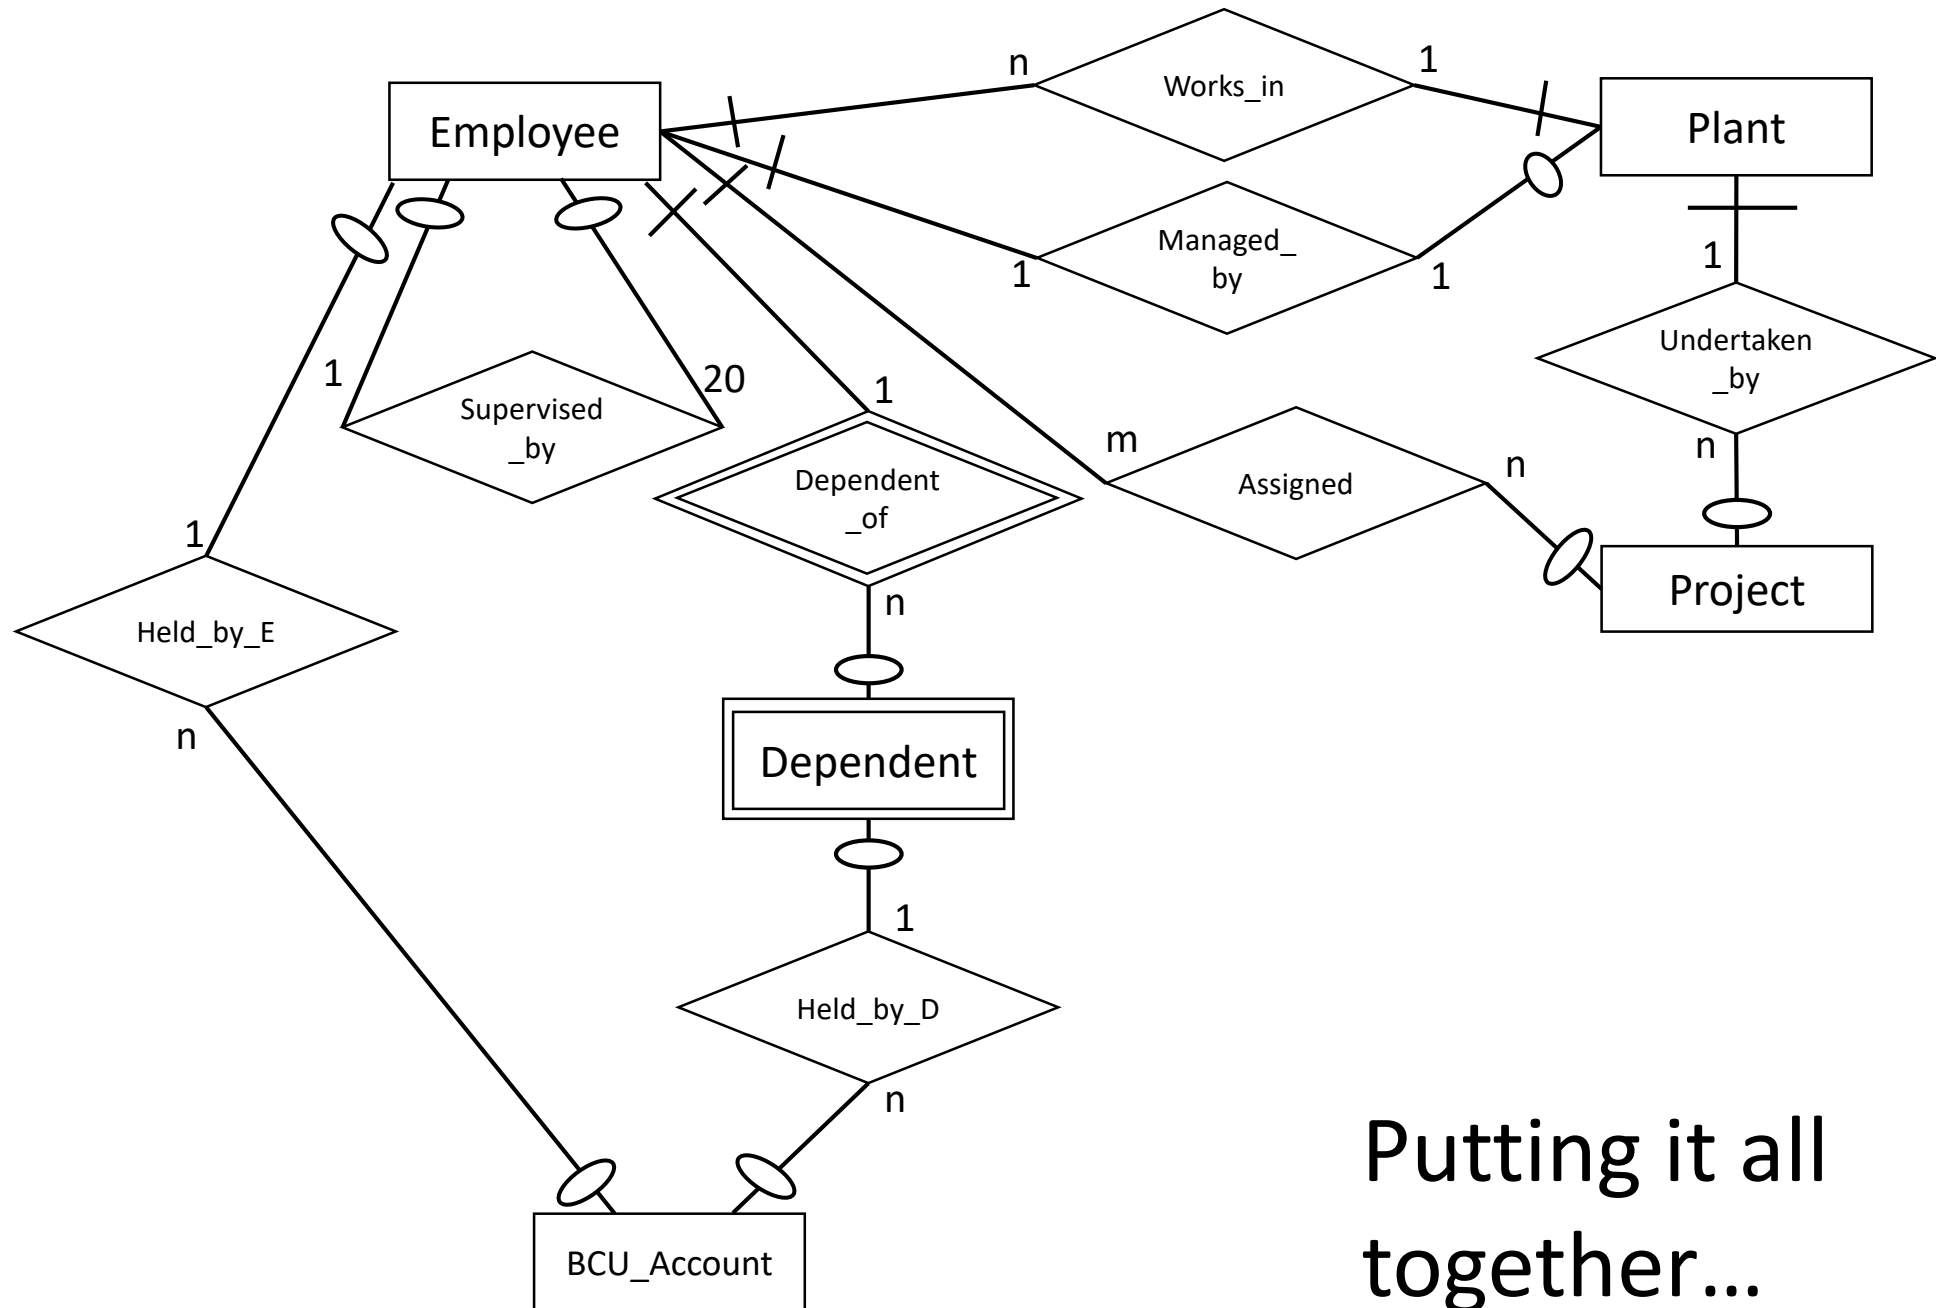 n
Works_in
1
Employee
Plant
Managed_
by
1
1
1
Undertaken
_by
n
1
20
Supervised
_by
1
m
Assigned
n
Dependent
_of
n
Project
1
Held_by_E
n
Dependent
1
Held_by_D
n
BCU_Account
Putting it all
together...